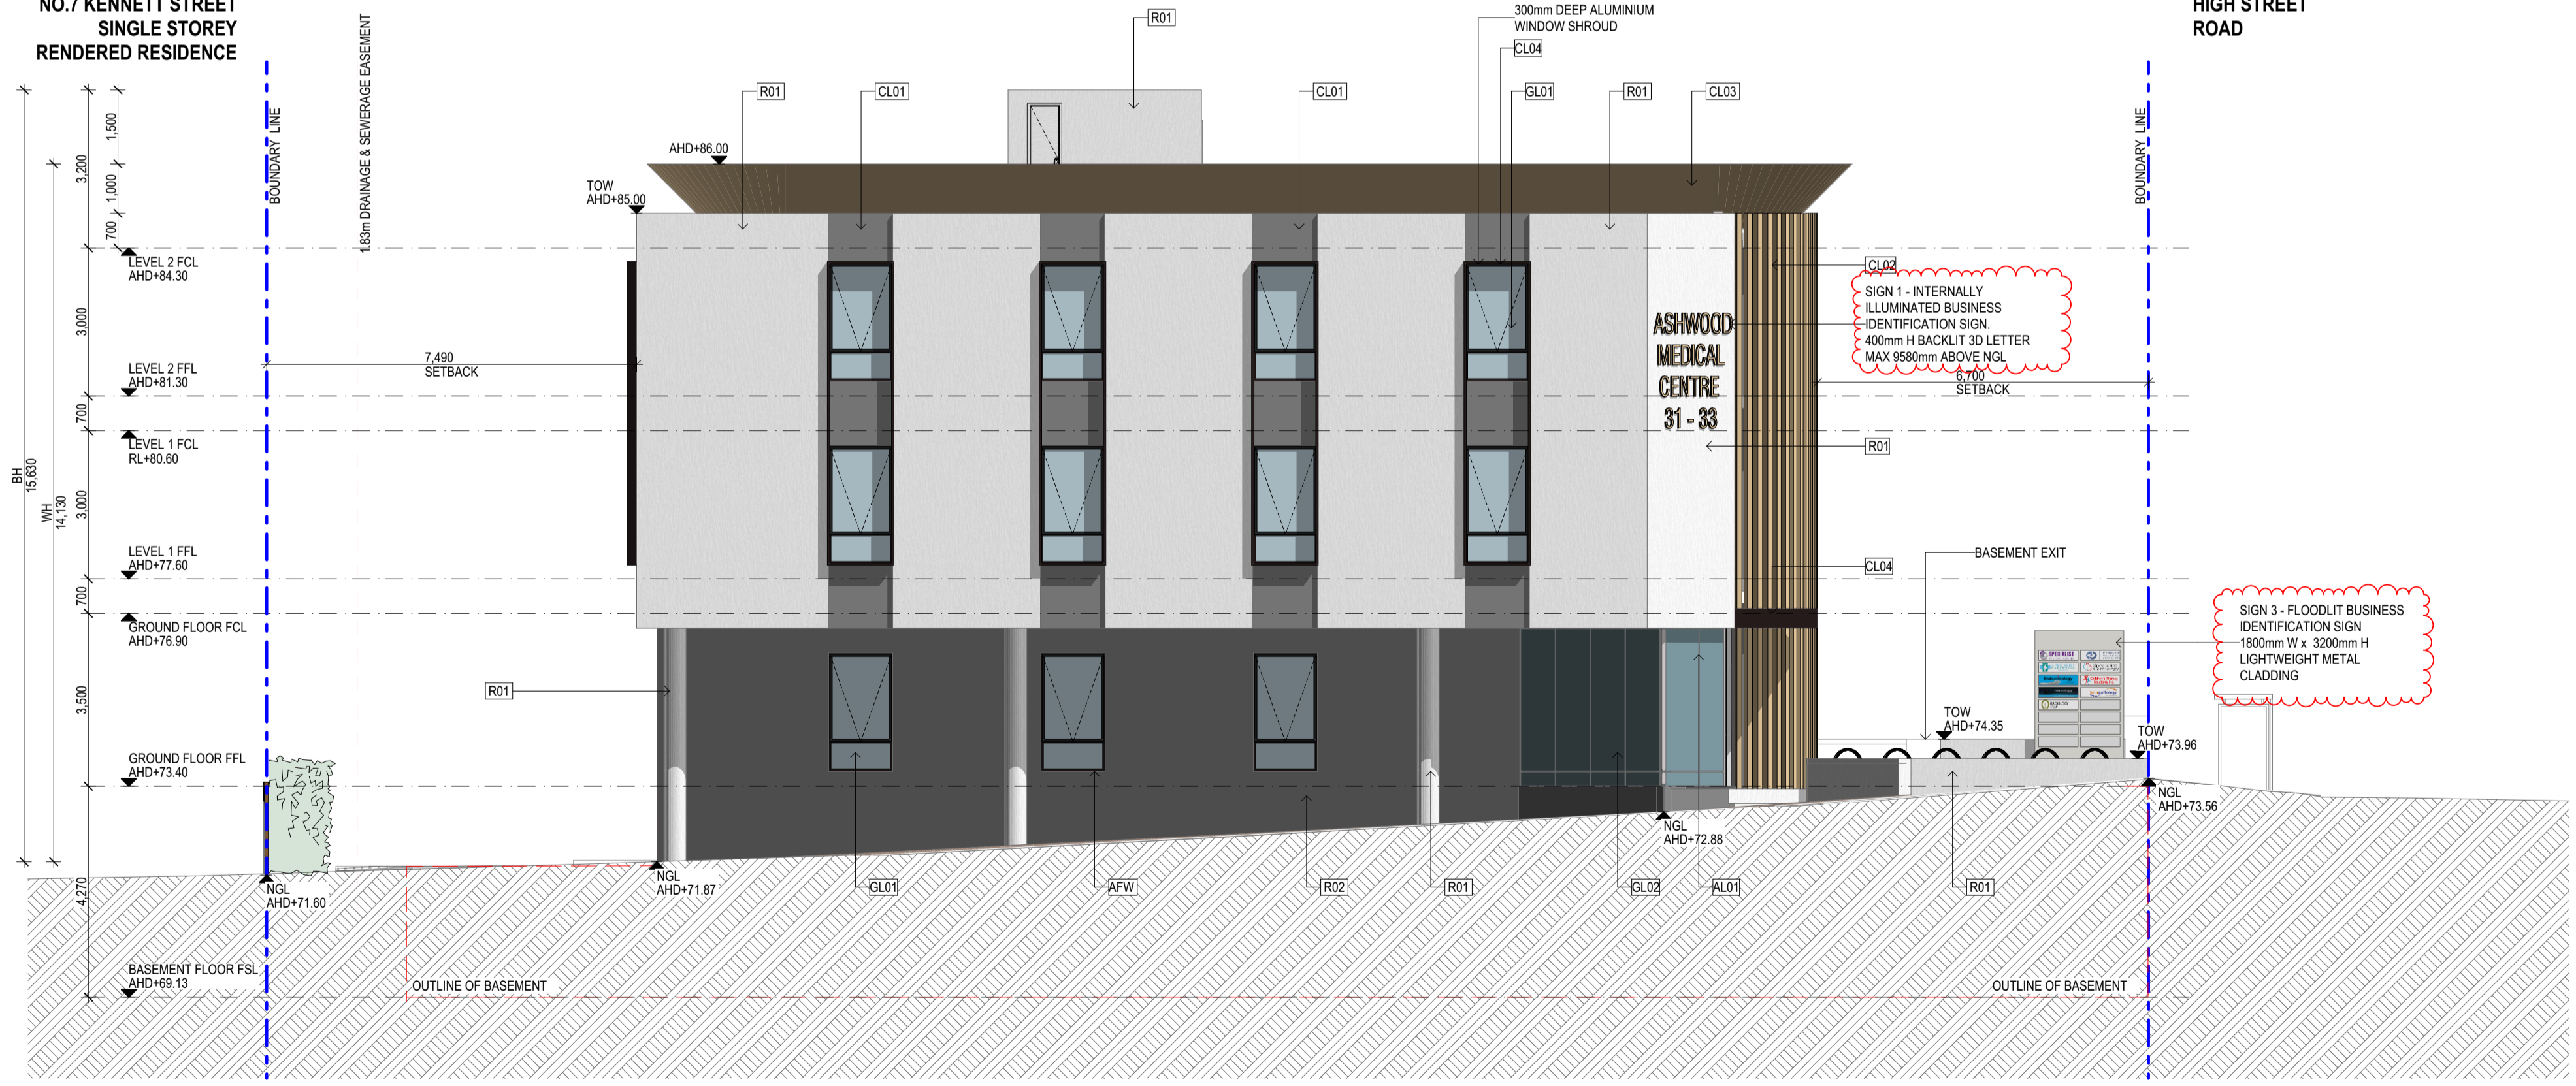 NO.7 KENNETT STREET
SINGLE STOREY
RENDERED RESIDENCE
HIGH STREET
ROAD
1.83m DRAINAGE & SEWERAGE EASEMENT
BOUNDARY LINE
BOUNDARY LINE
R01
300mm DEEP ALUMINIUM
WINDOW SHROUD
CL04
R01
CL01
CL01
GL01
R01
CL03
AHD+86.00
TOW
AHD+85.00
BH
15,630
WH
14,130
3,200
1,500
1,000
700
LEVEL 2 FCL
AHD+84.30
3,000
LEVEL 2 FFL
AHD+81.30
700
LEVEL 1 FCL
RL+80.60
3,000
LEVEL 1 FFL
AHD+77.60
700
GROUND FLOOR FCL
AHD+76.90
3,500
GROUND FLOOR FFL
AHD+73.40
4,270
BASEMENT FLOOR FSL
AHD+69.13
7,490
SETBACK
ASHWOOD
MEDICAL
CENTRE
31 - 33
CL02
SIGN 1 - INTERNALLY
ILLUMINATED BUSINESS
IDENTIFICATION SIGN.
400mm H BACKLIT 3D LETTER
MAX 9580mm ABOVE NGL
6,700
SETBACK
R01
BASEMENT EXIT
CL04
SIGN 3 - FLOODLIT BUSINESS
IDENTIFICATION SIGN
1800mm W x 3200mm H
LIGHTWEIGHT METAL
CLADDING
SPECIALIST
R01
TOW
AHD+74.35
TOW
AHD+73.96
NGL
AHD+73.56
NGL
AHD+72.88
NGL
AHD+71.87
NGL
AHD+71.60
GL01
AFW
R02
R01
GL02
AL01
R01
OUTLINE OF BASEMENT
OUTLINE OF BASEMENT